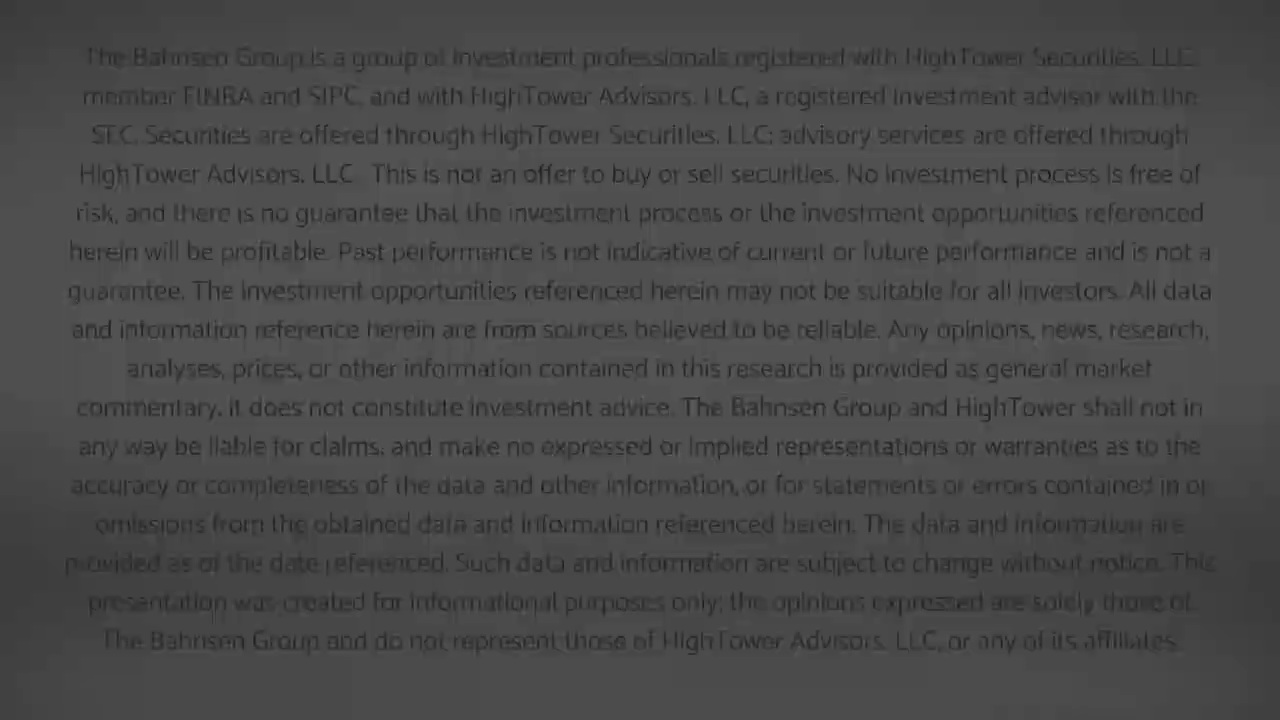 The Bahnsen Group is a group of investment professionals registered with HighTower Securities, LLC,
member FINRA and SIPC, and with HighTower Advisors, LLC, a registered investment advisor with the
SEC. Securities are offered through HighTower Securities, LLC; advisory services are offered through
HighTower Advisors, LLC. This is not an offer to buy or sell securities. No investment process is free of
risk, and there is no guarantee that the investment process or the investment opportunities referenced
herein will be profitable. Past performance is not indicative of current or future performance and is not a
guarantee. The investment opportunities referenced herein may not be suitable for all investors. All data
and information reference herein are from sources believed to be reliable. Any opinions, news, research,
analyses, prices, or other information contained in this research is provided as general market
commentary, it does not constitute investment advice. The Bahnsen Group and HighTower shall not in
any way be liable for claims, and make no expressed or implied representations or warranties as to the
accuracy or completeness of the data and other information, or for statements or errors contained in or
omissions from the obtained data and information referenced herein. The data and information are
provided as of the date referenced. Such data and information are subject to change without notice. This
presentation was created for informational purposes only; the opinions expressed are solely those of
The Bahnsen Group and do not represent those of HighTower Advisors, LLC, or any of its affiliates.